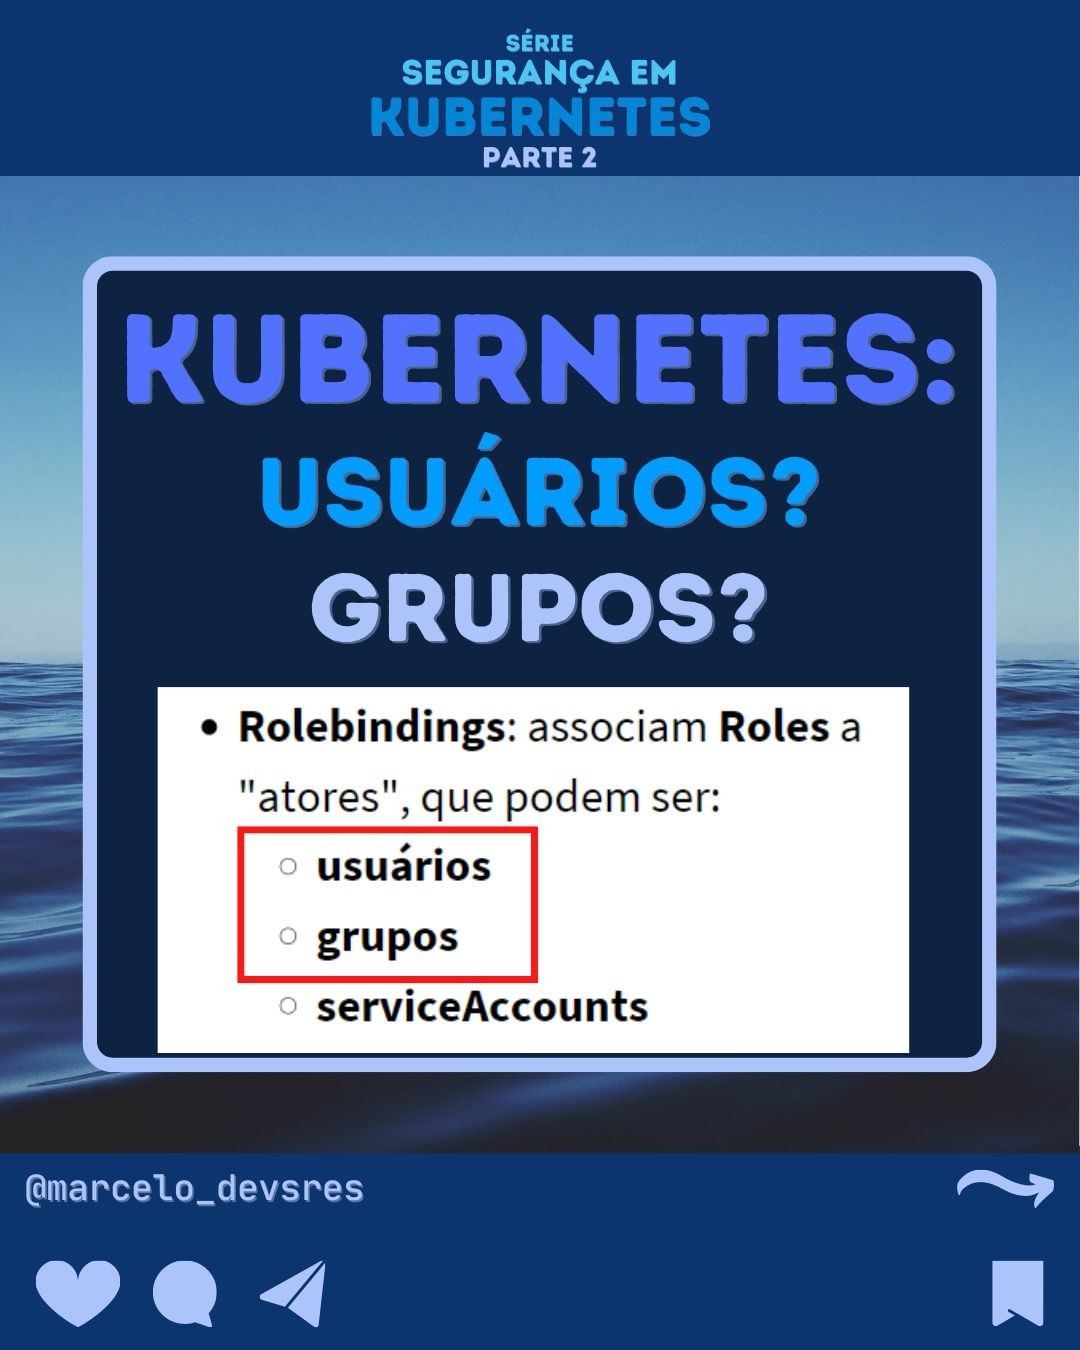 SÉRIE
SEGURANÇA EM
KUBERNETES
PARTE 2
KUBERNETES:
USUÁRIOS?
GRUPOS?
• Rolebindings: associam Roles a
"atores", que podem ser:
○ usuários
○ grupos
○ serviceAccounts
@marcelo_devsres